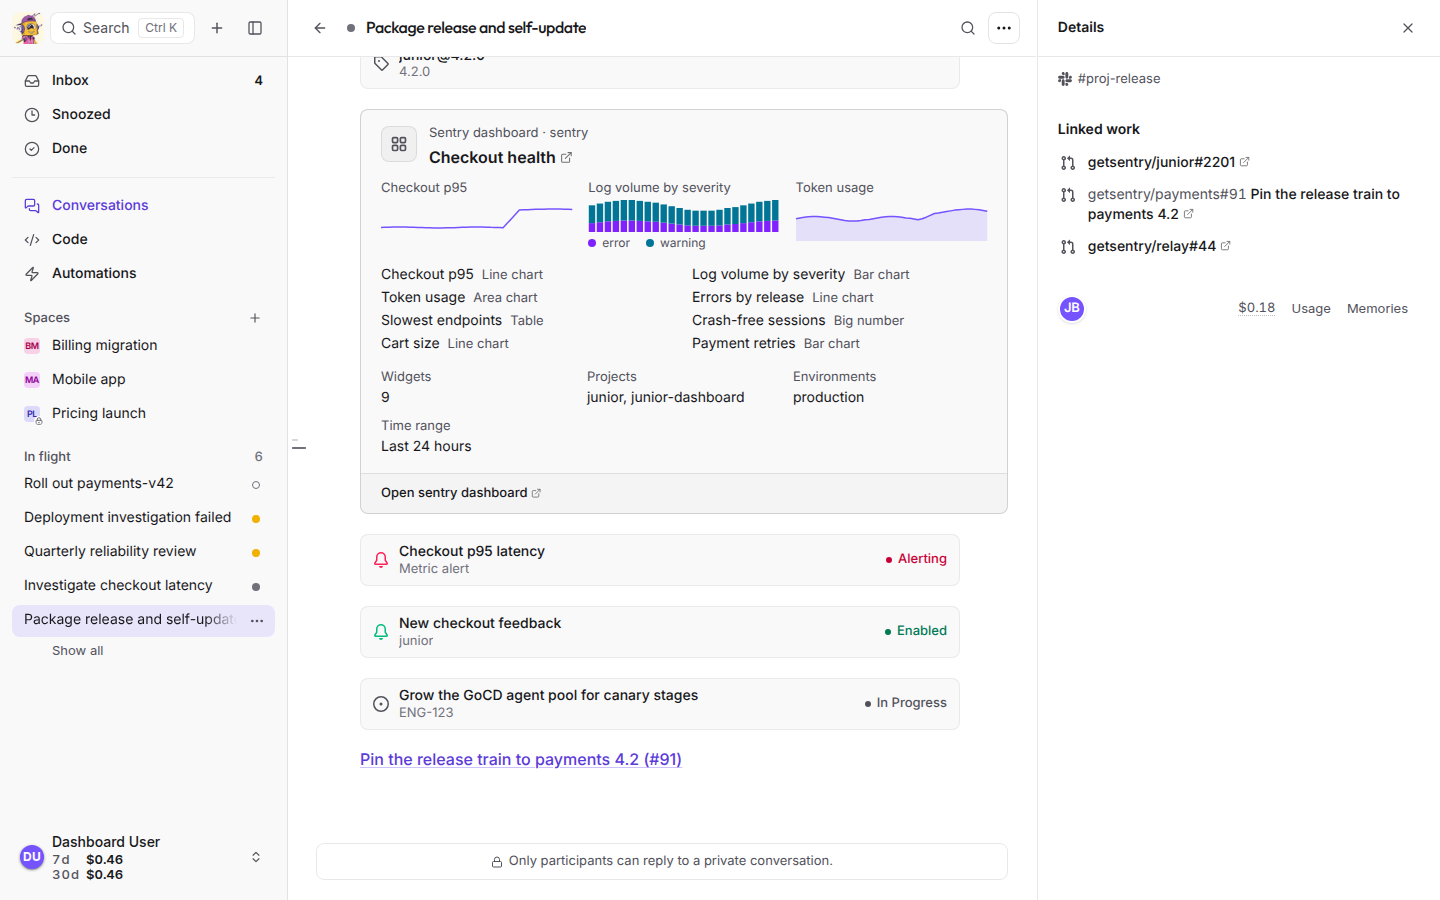 Search
Ctrl K
Inbox
4
Snoozed
Done
Conversations
Code
Automations
Spaces
BM
Billing migration
MA
Mobile app
PL
Pricing launch
In flight
6
Roll out payments-v42
Deployment investigation failed
Quarterly reliability review
Investigate checkout latency
Package release and self-updat
Show all
DU
Dashboard User
7d $0.46
30d $0.46
Package release and self-update
junior@4.2.0
4.2.0
Sentry dashboard · sentry
Checkout health
Checkout p95
Log volume by severity
error
warning
Token usage
Checkout p95 Line chart
Log volume by severity Bar chart
Token usage Area chart
Errors by release Line chart
Slowest endpoints Table
Crash-free sessions Big number
Cart size Line chart
Payment retries Bar chart
Widgets
9
Projects
junior, junior-dashboard
Environments
production
Time range
Last 24 hours
Open sentry dashboard
Checkout p95 latency
Metric alert
Alerting
New checkout feedback
junior
Enabled
Grow the GoCD agent pool for canary stages
ENG-123
In Progress
Pin the release train to payments 4.2 (#91)
Only participants can reply to a private conversation.
Details
#proj-release
Linked work
getsentry/junior#2201
getsentry/payments#91 Pin the release train to
payments 4.2
getsentry/relay#44
JB
$0.18
Usage
Memories